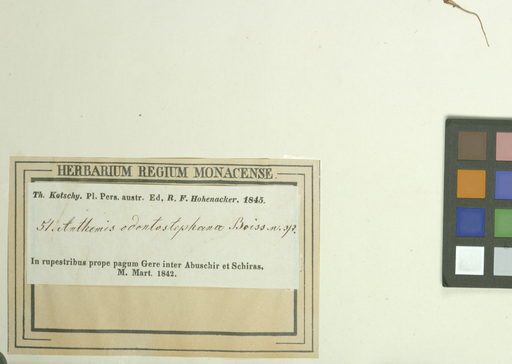 HERBARIUM REGIUM MONACENSE.
Th. Kotschy. Pl. Pers. austr. Ed. R. F. Hohenacker. 1845.
51. Anthemis odontostephana Boiss. n. sp.
In rupestribus prope pagum Gere inter Abuschir et Schiras.
M. Mart. 1842.